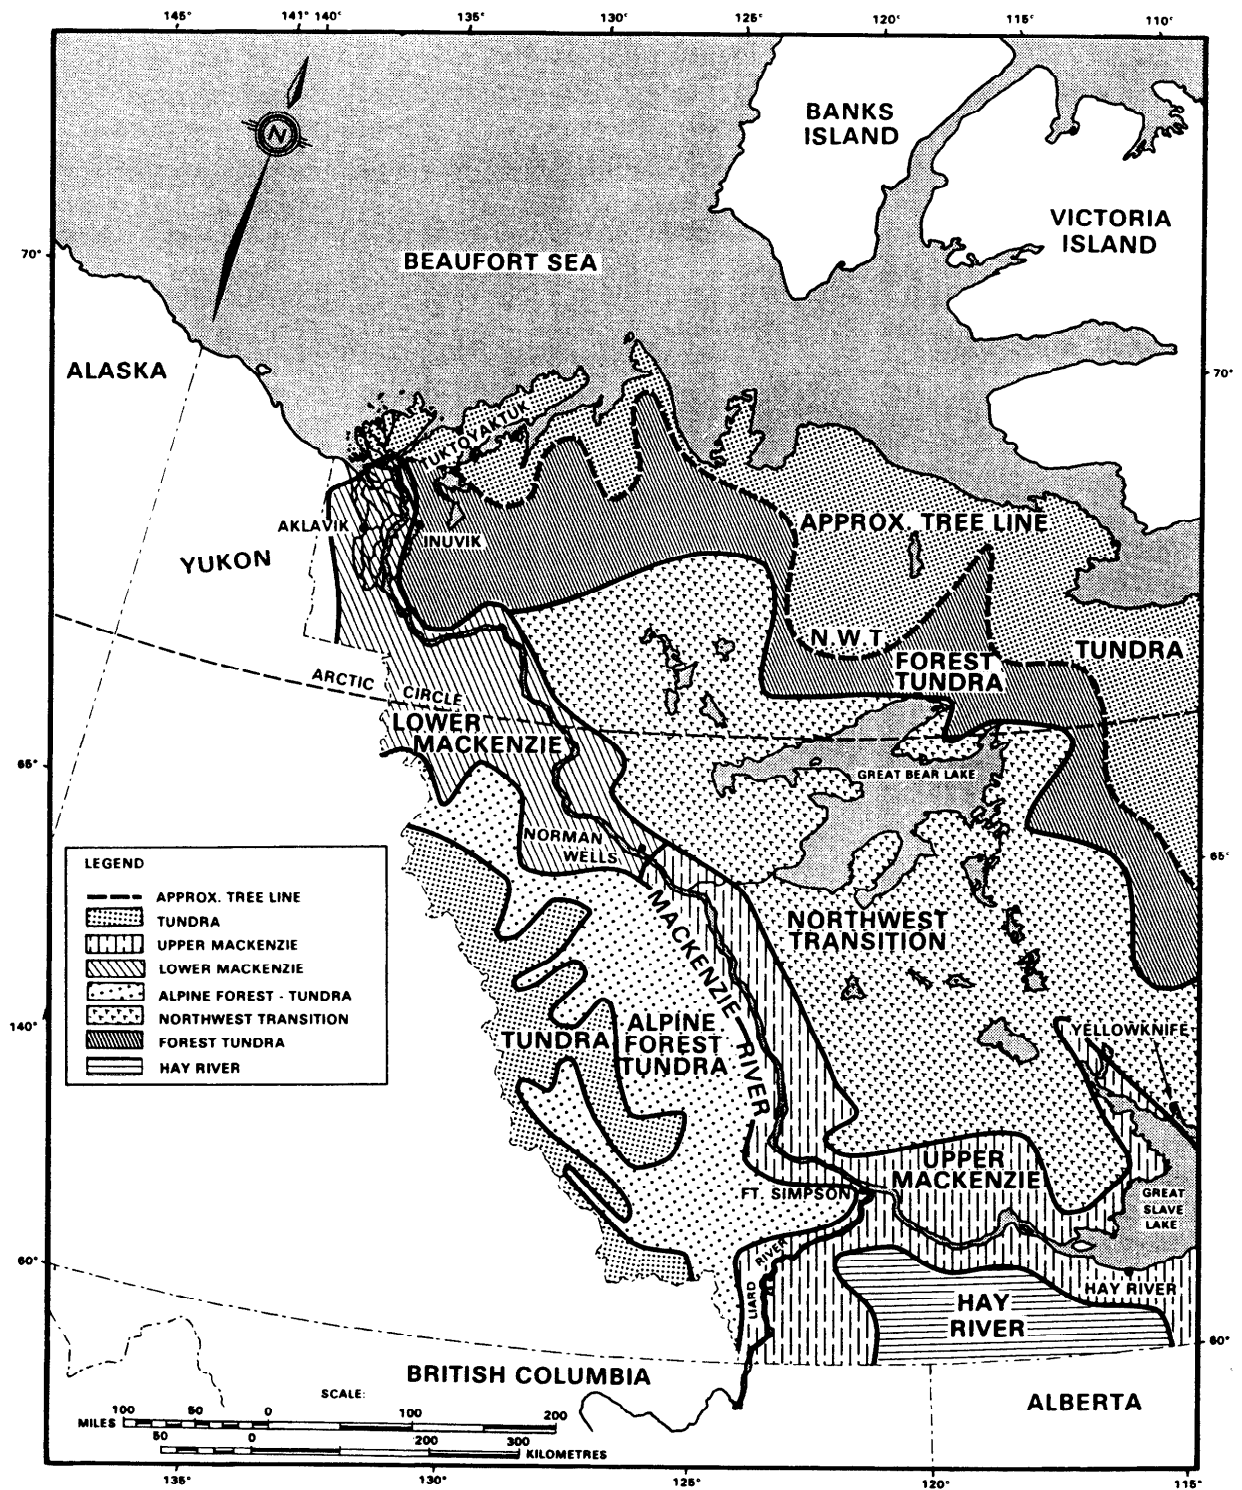 145° 141° 140° 135° 130° 125° 120° 115° 110°
N
BANKS
ISLAND
VICTORIA
ISLAND
70°
BEAUFORT SEA
ALASKA
70°
TUKTOYAKTUK
AKLAVIK
INUVIK
YUKON
APPROX. TREE LINE
N.W.T.
FOREST
TUNDRA
TUNDRA
ARCTIC CIRCLE
LOWER
MACKENZIE
65°
GREAT BEAR LAKE
NORMAN
WELLS
65°
LEGEND
APPROX. TREE LINE
TUNDRA
UPPER MACKENZIE
LOWER MACKENZIE
ALPINE FOREST - TUNDRA
NORTHWEST TRANSITION
FOREST TUNDRA
HAY RIVER
MACKENZIE RIVER
NORTHWEST
TRANSITION
140°
TUNDRA
ALPINE
FOREST
TUNDRA
YELLOWKNIFE
UPPER
MACKENZIE
FT. SIMPSON
GREAT
SLAVE
LAKE
60°
LIARD RIVER
HAY RIVER
HAY
RIVER
60°
BRITISH COLUMBIA
ALBERTA
SCALE:
MILES 100 50 0 100 200
50 0 200 300 KILOMETRES
135° 130° 125° 120° 115°